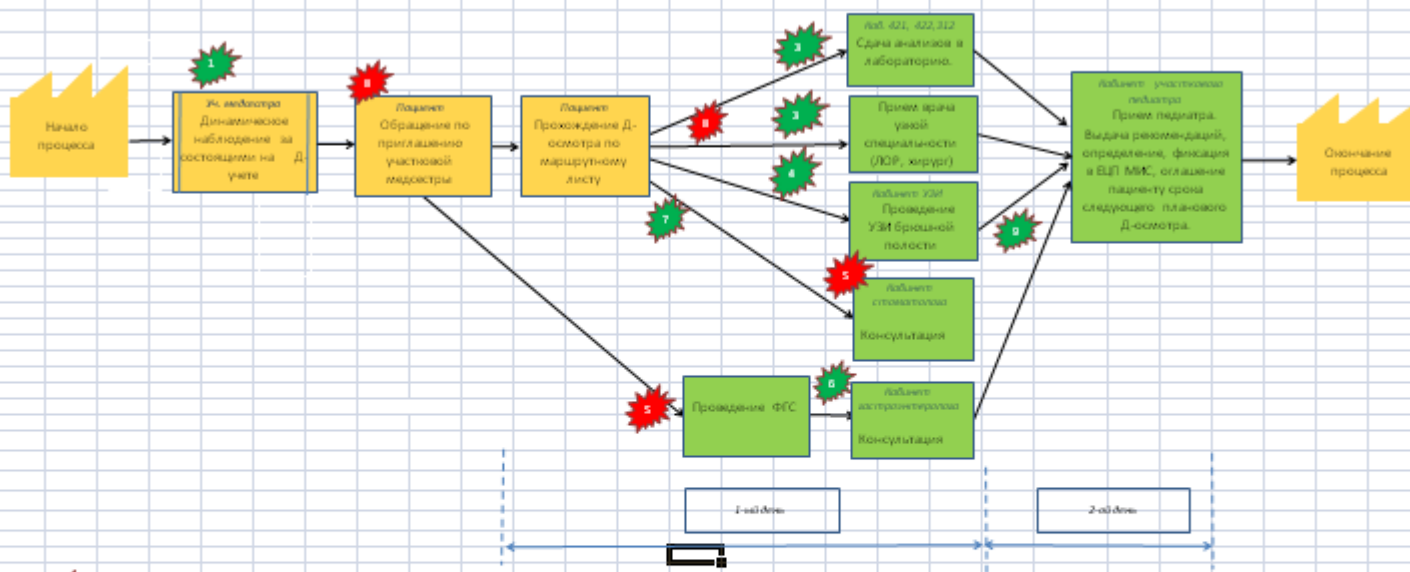 Начало
процесса
1
Уч. медсестра
Динамическое
наблюдение за
состоящими на Д-
учете
8
Пациент
Обращение по
приглашению
участковой
медсестры
Пациент
Прохождение Д-
осмотра по
маршрутному
листу
8
3
3
4
7
Каб. 421, 422,312
Сдача анализов в
лабораторию.
Прием врача
узкой
специальности
(ЛОР, хирург)
Кабинет УЗИ
Проведение
УЗИ брюшной
полости
5
Кабинет
стоматолога
Консультация
5
Проведение ФГС
6
Кабинет
гастроэнтеролога
Консультация
9
Кабинет участкового
педиатра
Прием педиатра.
Выдача рекомендаций,
определение, фиксация
в ЕЦП МИС, оглашение
пациенту срока
следующего планового
Д-осмотра.
Окончание
процесса
1-ый день
2-ой день